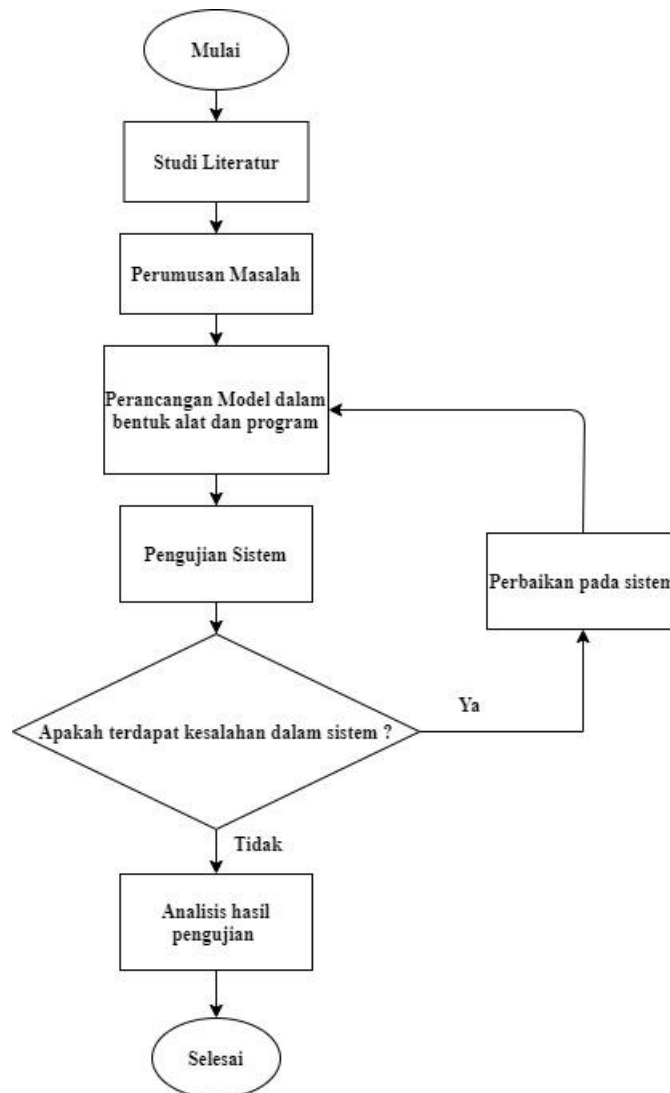 Mulai
Studi Literatur
Perumusan Masalah
Perancangan Model dalam
bentuk alat dan program
Pengujian Sistem
Perbaikan pada sistem
Ya
Apakah terdapat kesalahan dalam sistem ?
Tidak
Analisis hasil
pengujian
Selesai